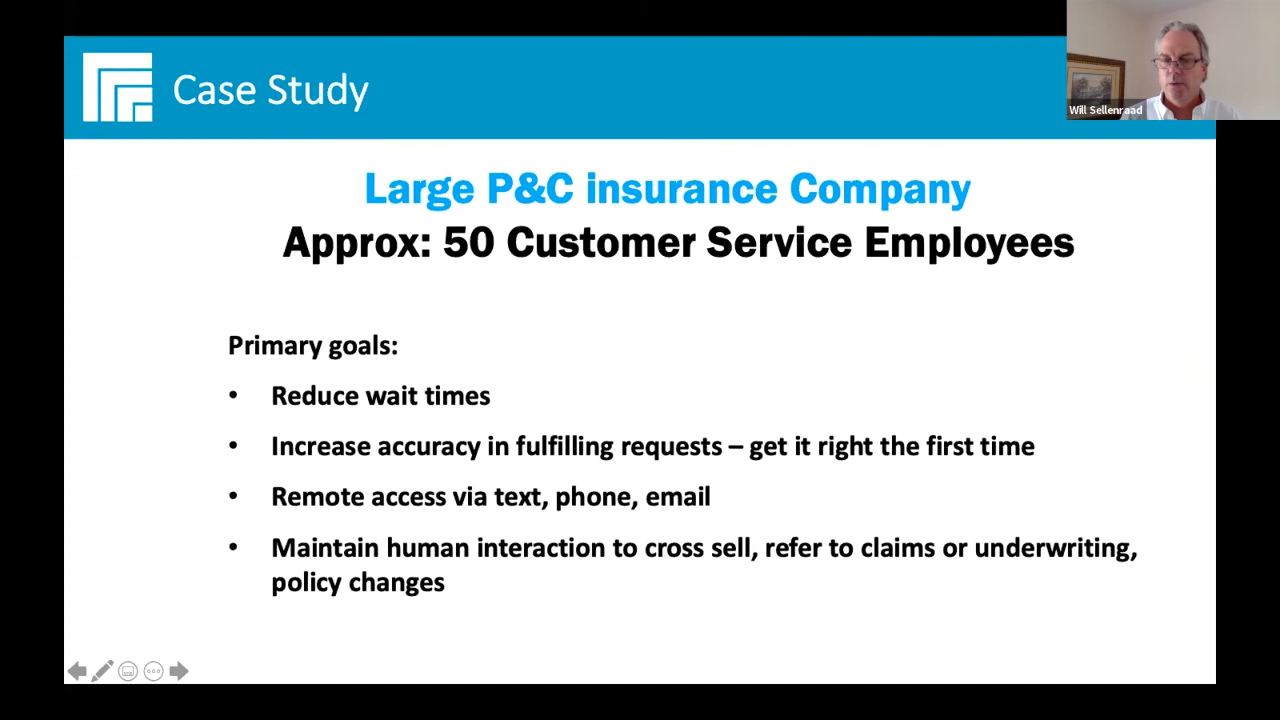 Case Study
Will Sellenraad
Large P&C insurance Company
Approx: 50 Customer Service Employees
Primary goals:
• Reduce wait times
• Increase accuracy in fulfilling requests – get it right the first time
• Remote access via text, phone, email
• Maintain human interaction to cross sell, refer to claims or underwriting,
policy changes